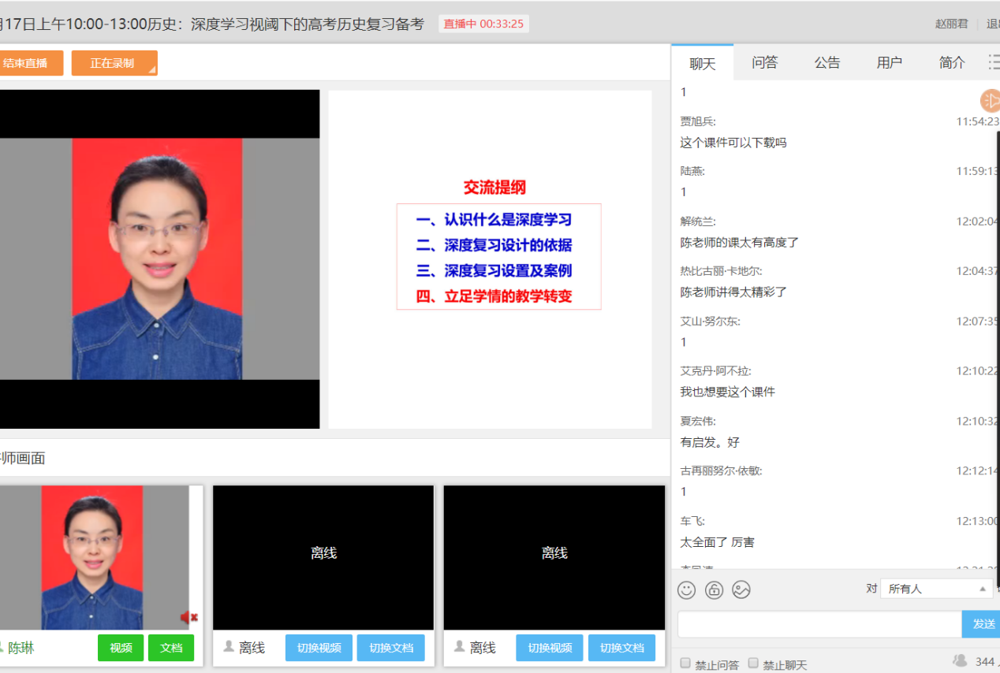 月17日上午10:00-13:00历史：深度学习视阈下的高考历史复习备考
直播中 00:33:25
赵丽君
结束直播
正在录制
聊天
问答
公告
用户
简介
交流提纲
一、认识什么是深度学习
二、深度复习设计的依据
三、深度复习设置及案例
四、立足学情的教学转变
1
贾旭兵: 11:54:23
这个课件可以下载吗
陆燕: 11:59:13
1
解统兰: 12:02:04
陈老师的课太有高度了
热比古丽·卡地尔: 12:04:37
陈老师讲得太精彩了
艾山·努尔东: 12:07:35
1
艾克丹·阿不拉: 12:10:22
我也想要这个课件
夏宏伟: 12:10:32
有启发。好
古再丽努尔·依敏: 12:12:14
1
车飞: 12:13:00
太全面了 厉害
师画面
离线
离线
陈琳
视频
文档
离线
切换视频
切换文档
离线
切换视频
切换文档
对 所有人
发送
禁止问答
禁止聊天
344